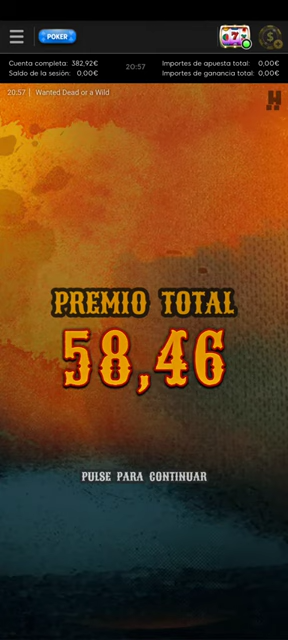 POKER
Cuenta completa: 382,92€
Saldo de la sesión: 0,00€
20:57
Importes de apuesta total: 0,00€
Importes de ganancia total: 0,00€
20:57 | Wanted Dead or a Wild
PREMIO TOTAL
58,46
PULSE PARA CONTINUAR